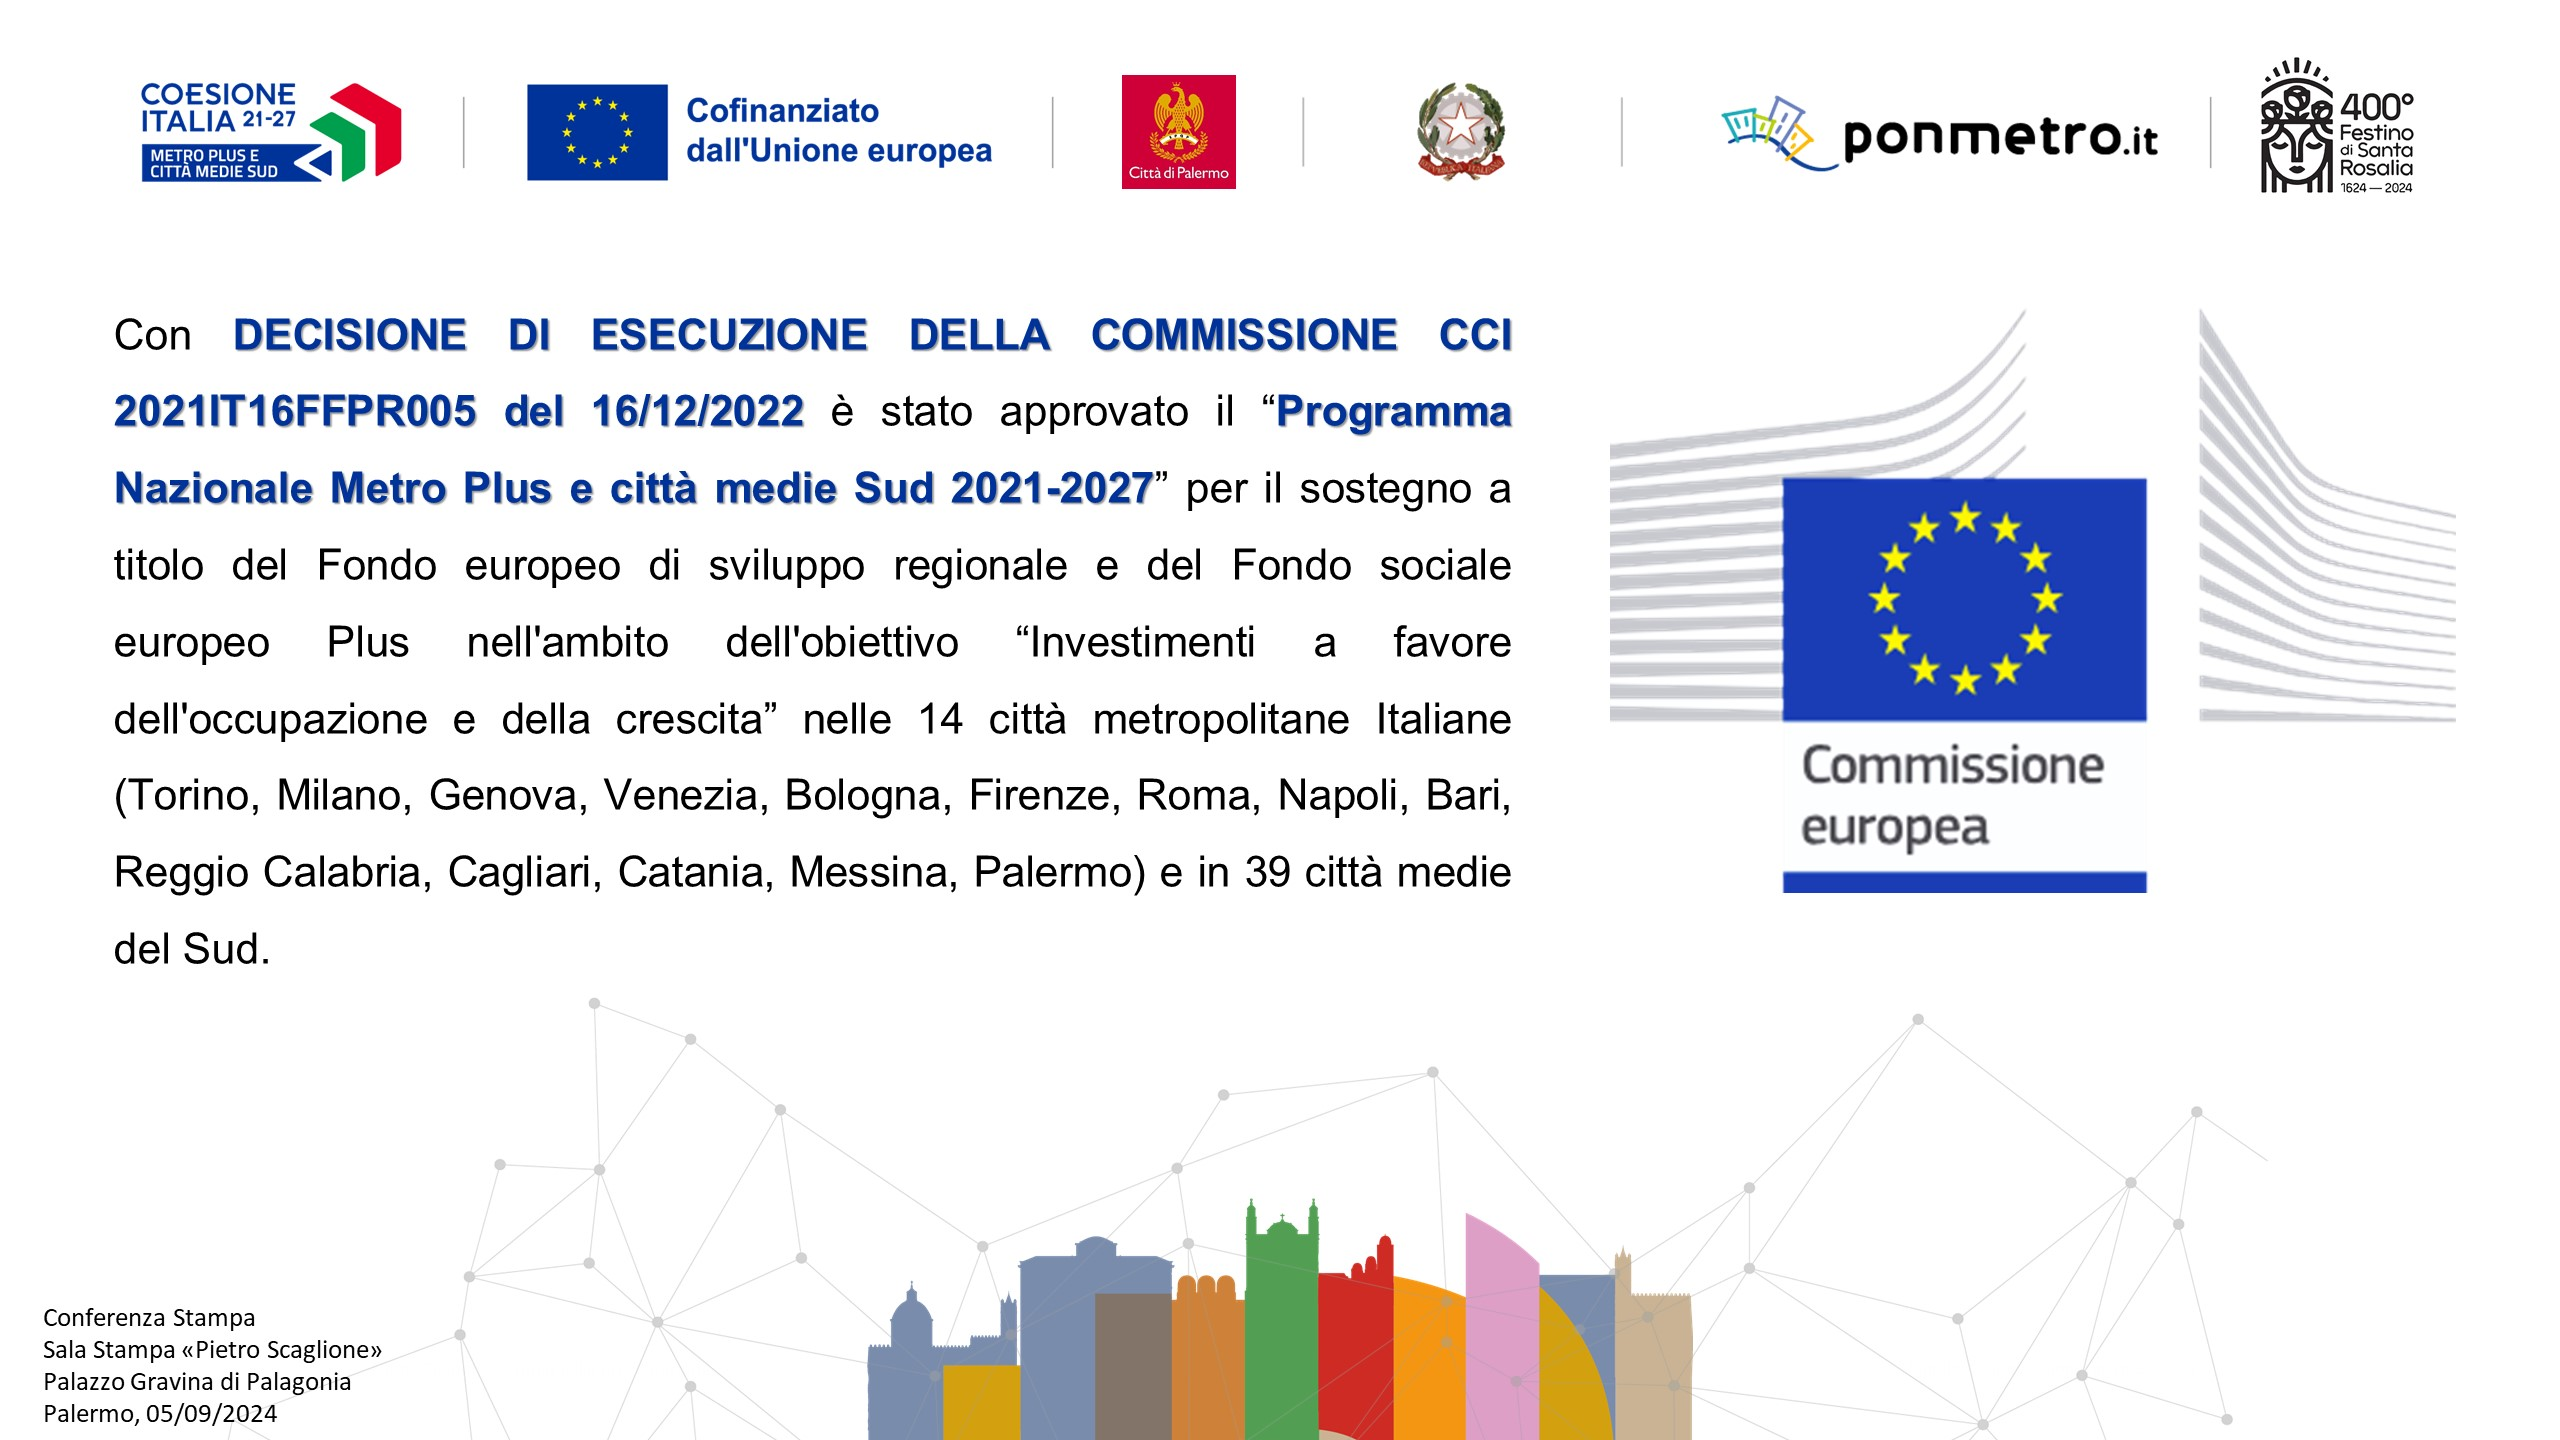 COESIONE
ITALIA 21-27
METRO PLUS E
CITTÀ MEDIE SUD
Cofinanziato
dall'Unione europea
Città di Palermo
ponmetro.it
400°
Festino
di Santa
Rosalia
1624 — 2024
Con DECISIONE DI ESECUZIONE DELLA COMMISSIONE CCI
2021IT16FFPR005 del 16/12/2022 è stato approvato il “Programma
Nazionale Metro Plus e città medie Sud 2021-2027” per il sostegno a
titolo del Fondo europeo di sviluppo regionale e del Fondo sociale
europeo Plus nell'ambito dell'obiettivo “Investimenti a favore
dell'occupazione e della crescita” nelle 14 città metropolitane Italiane
(Torino, Milano, Genova, Venezia, Bologna, Firenze, Roma, Napoli, Bari,
Reggio Calabria, Cagliari, Catania, Messina, Palermo) e in 39 città medie
del Sud.
Commissione
europea
Conferenza Stampa
Sala Stampa «Pietro Scaglione»
Palazzo Gravina di Palagonia
Palermo, 05/09/2024